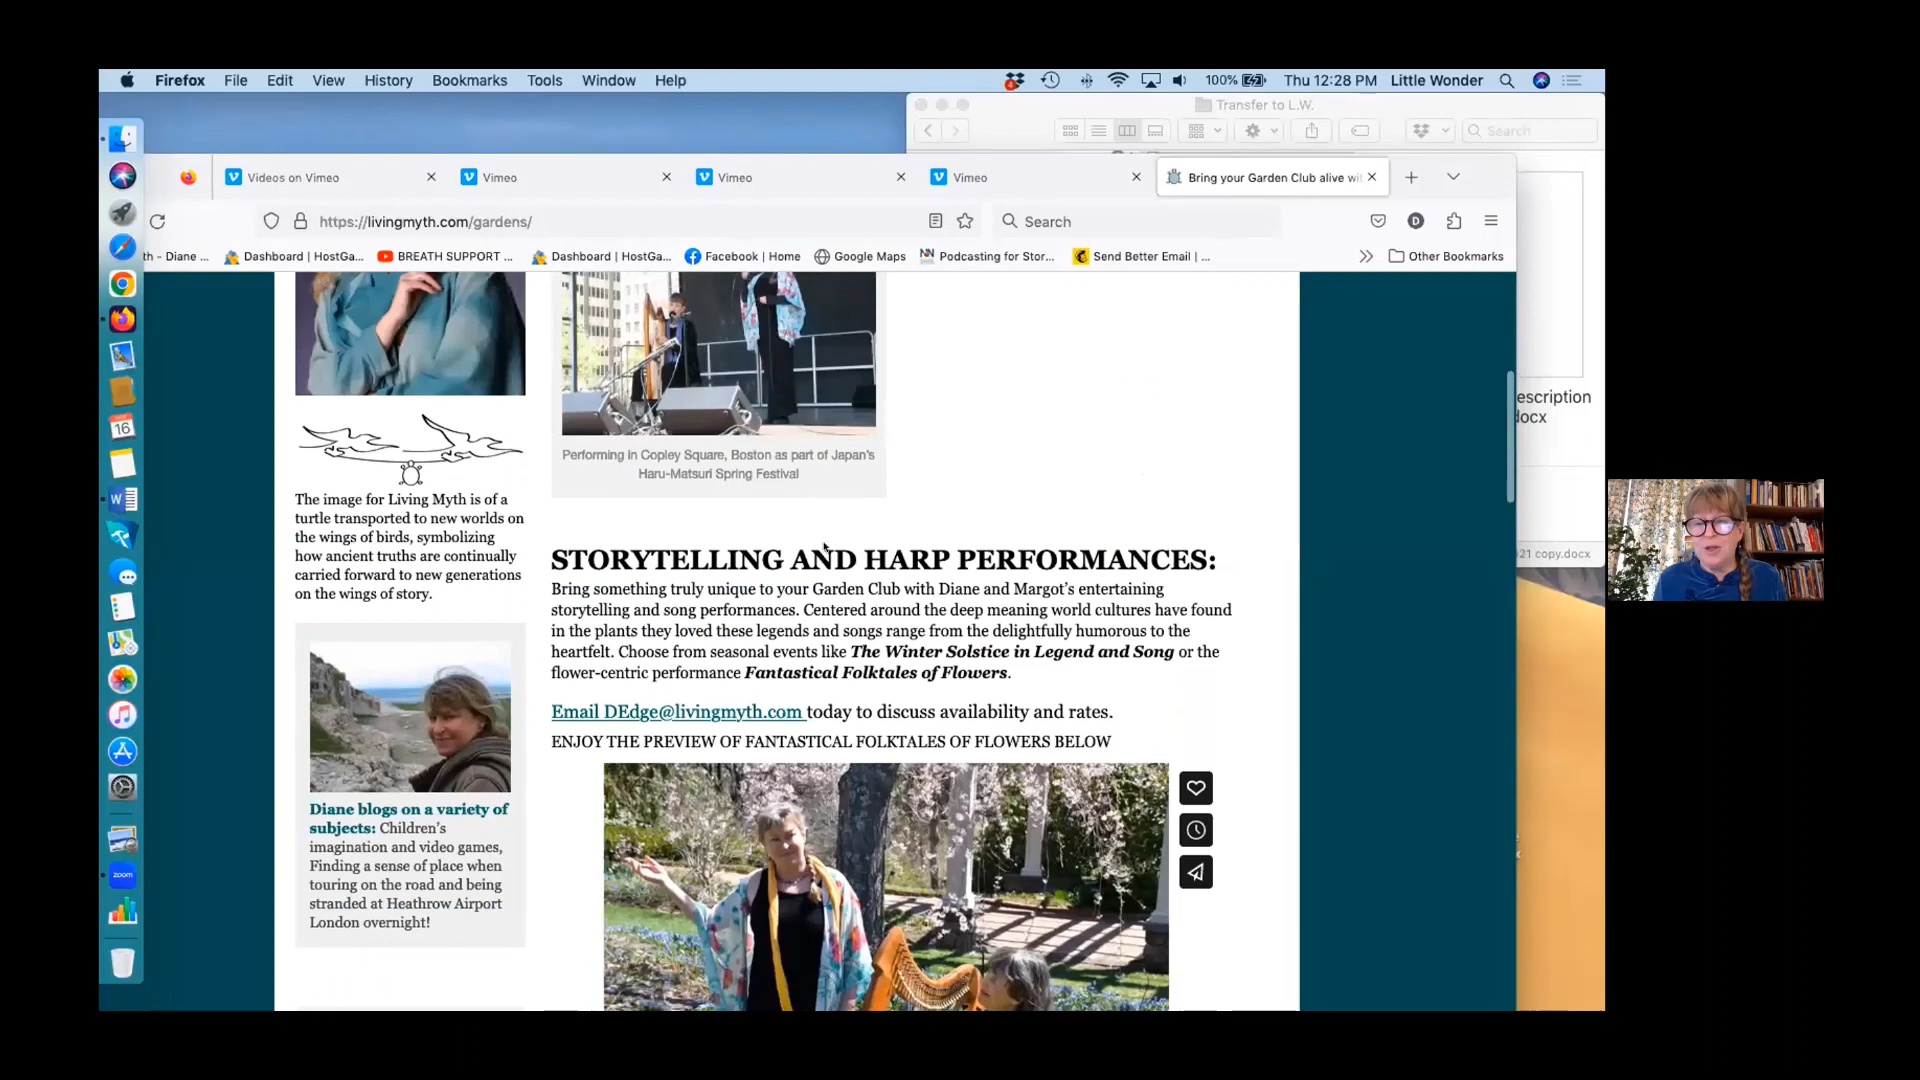 Firefox File Edit View History Bookmarks Tools Window Help
100% Thu 12:28 PM Little Wonder
Transfer to L.W.
Search
Videos on Vimeo
Vimeo
Vimeo
Vimeo
Bring your Garden Club alive wi
https://livingmyth.com/gardens/
Search
th - Diane ...
Dashboard | HostGa...
BREATH SUPPORT ...
Dashboard | HostGa...
Facebook | Home
Google Maps
Podcasting for Stor...
Send Better Email | ...
Other Bookmarks
escription
ocx
21 copy.docx
16
zoom
Performing in Copley Square, Boston as part of Japan's
Haru-Matsuri Spring Festival
The image for Living Myth is of a
turtle transported to new worlds on
the wings of birds, symbolizing
how ancient truths are continually
carried forward to new generations
on the wings of story.
Diane blogs on a variety of
subjects: Children's
imagination and video games,
Finding a sense of place when
touring on the road and being
stranded at Heathrow Airport
London overnight!
STORYTELLING AND HARP PERFORMANCES:
Bring something truly unique to your Garden Club with Diane and Margot's entertaining
storytelling and song performances. Centered around the deep meaning world cultures have found
in the plants they loved these legends and songs range from the delightfully humorous to the
heartfelt. Choose from seasonal events like The Winter Solstice in Legend and Song or the
flower-centric performance Fantastical Folktales of Flowers.
Email DEdge@livingmyth.com today to discuss availability and rates.
ENJOY THE PREVIEW OF FANTASTICAL FOLKTALES OF FLOWERS BELOW